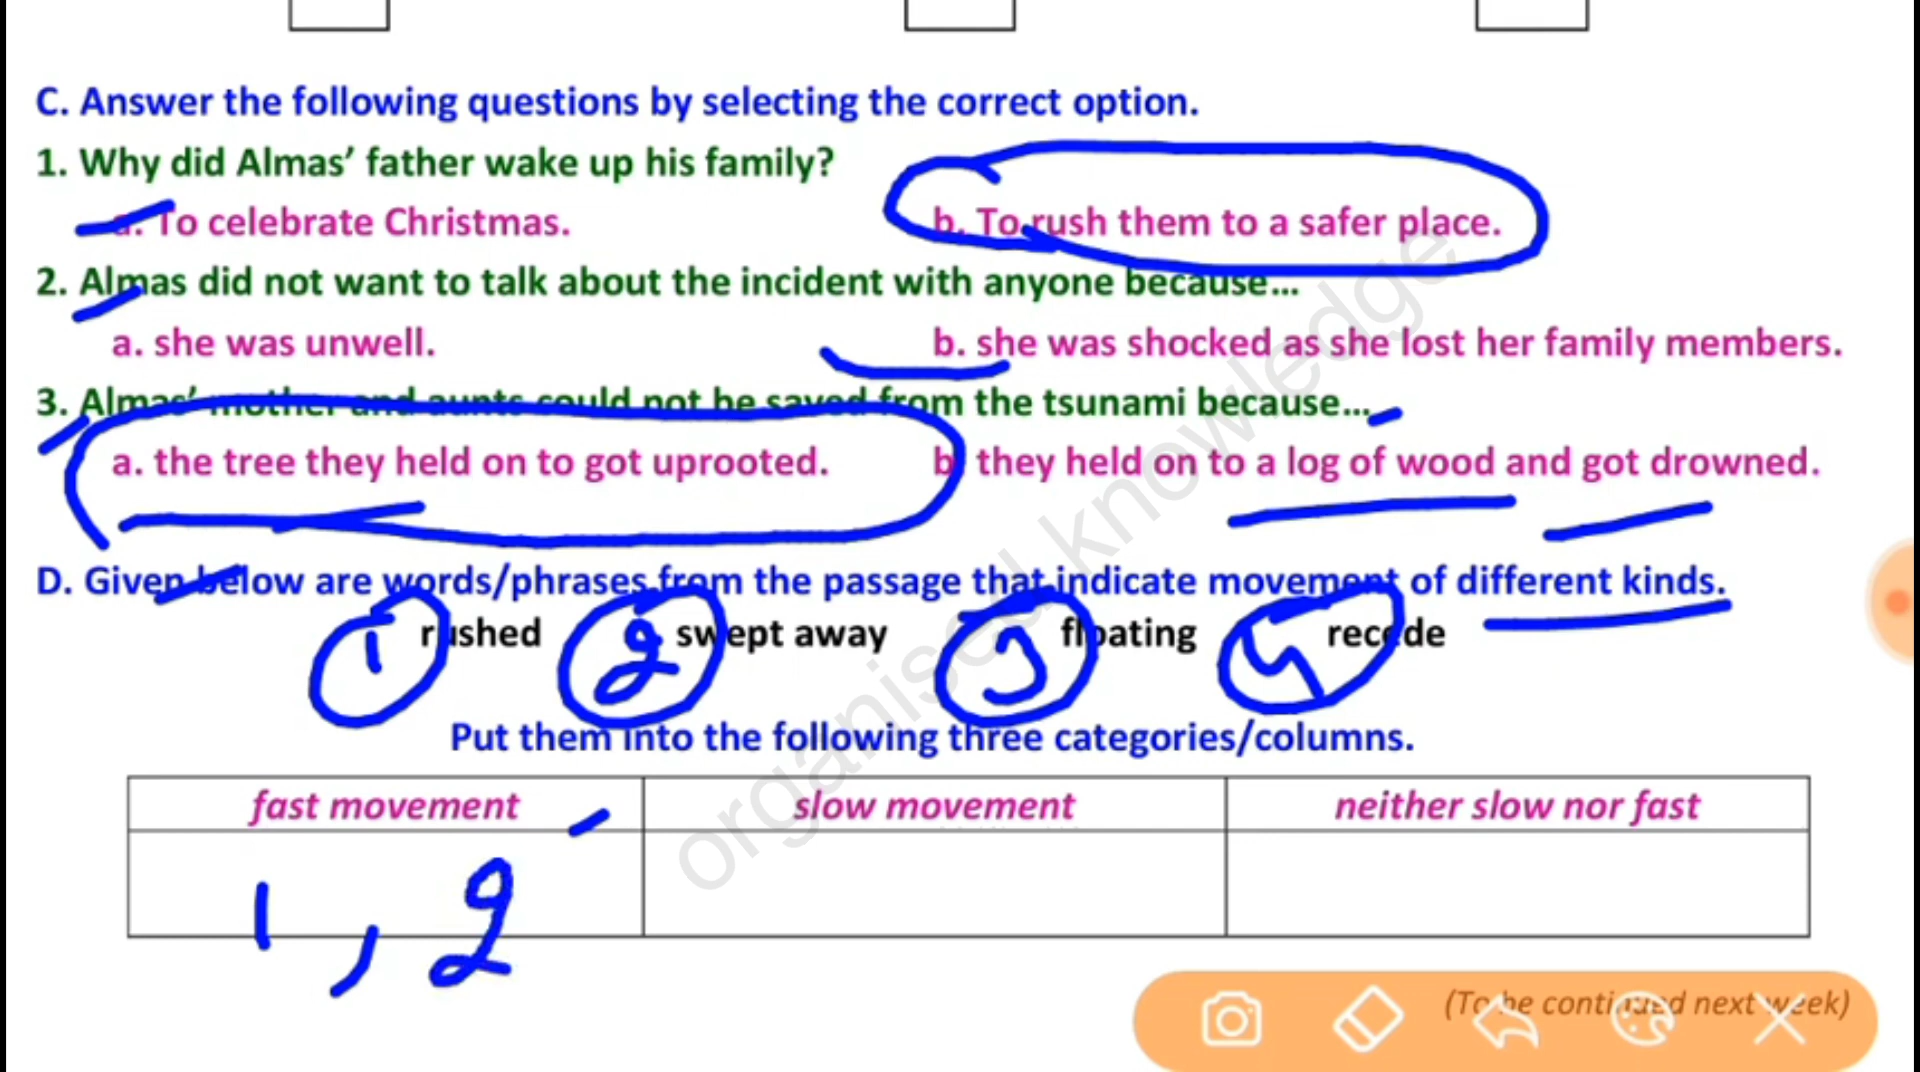 C. Answer the following questions by selecting the correct option.
1. Why did Almas’ father wake up his family?
a. To celebrate Christmas. b. To rush them to a safer place.
2. Almas did not want to talk about the incident with anyone because...
a. she was unwell. b. she was shocked as she lost her family members.
3. Almas’ mother and aunts could not be saved from the tsunami because...
a. the tree they held on to got uprooted. b. they held on to a log of wood and got drowned.
D. Given below are words/phrases from the passage that indicate movement of different kinds.
1 rushed 2 swept away 3 floating 4 recede
Put them into the following three categories/columns.
fast movement slow movement neither slow nor fast
1, 2
(To be continued next week)
organised knowledge